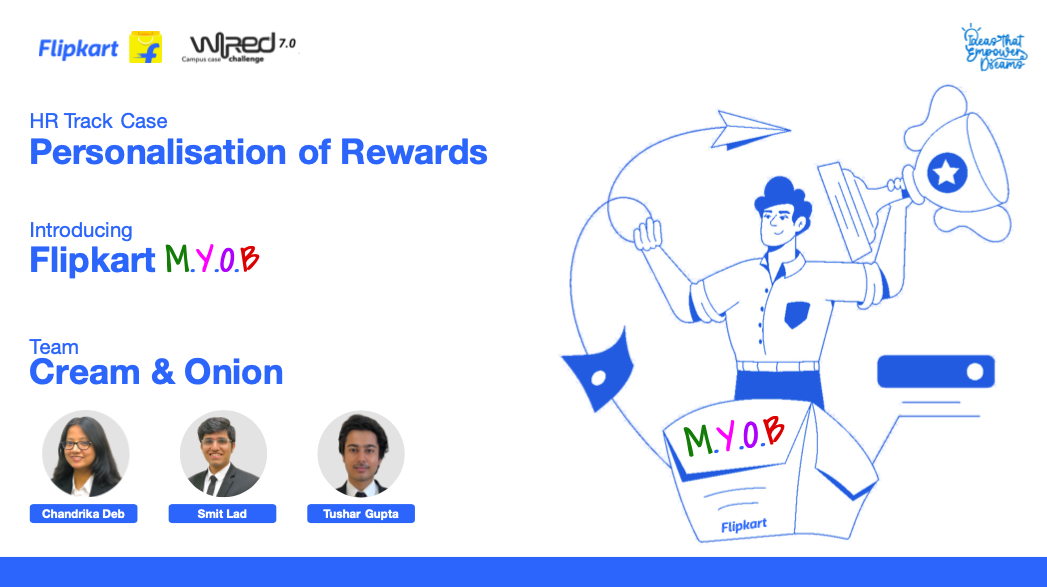 Flipkart
WiRed 7.0
Campus case challenge
Ideas That
Empower
Dreams
HR Track Case
Personalisation of Rewards
Introducing
Flipkart M.Y.O.B
Team
Cream & Onion
Chandrika Deb
Smit Lad
Tushar Gupta
M.Y.O.B
Flipkart